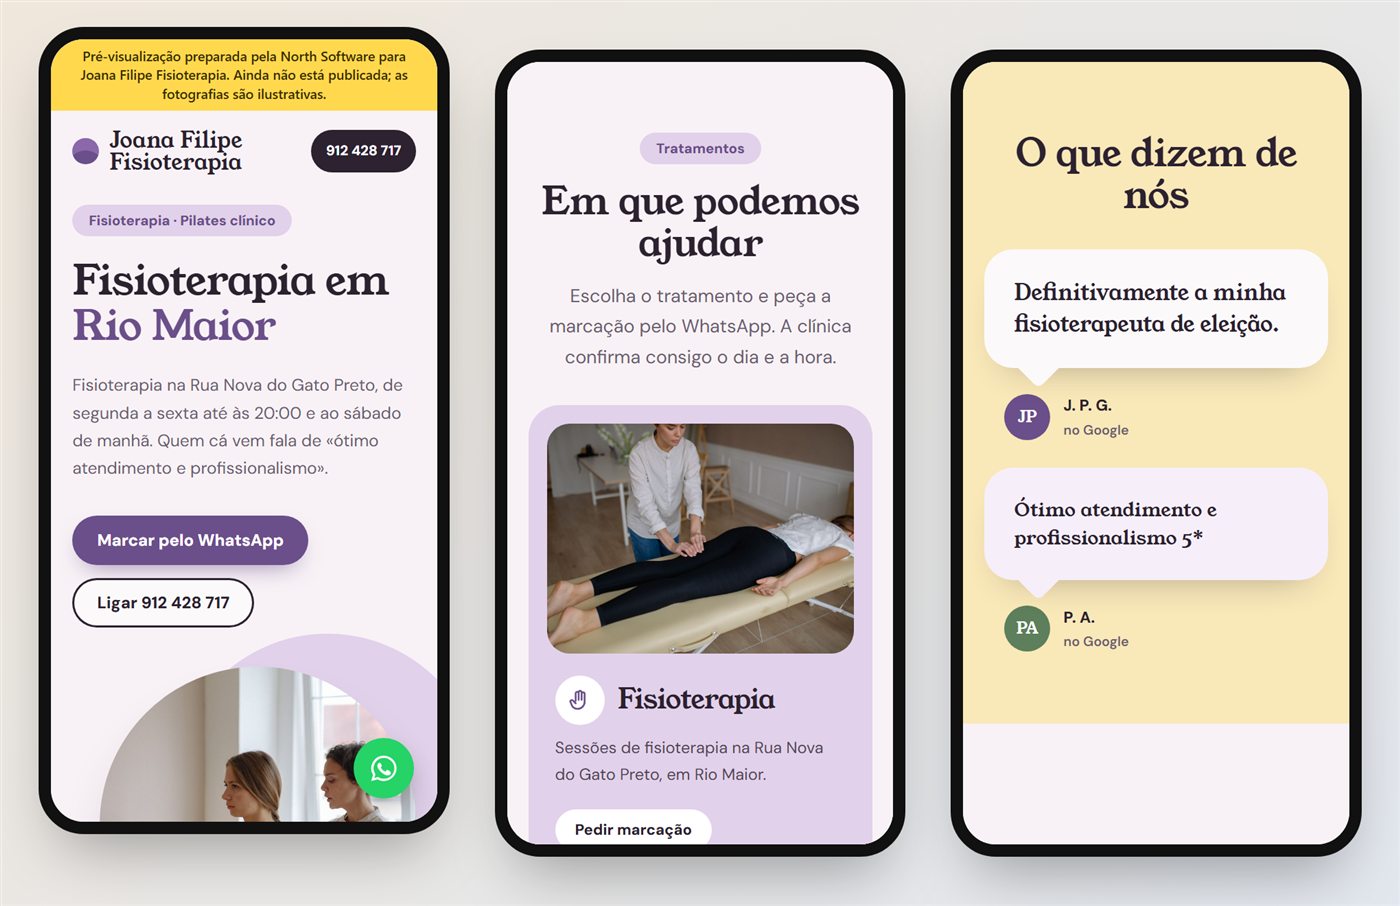 Pré-visualização preparada pela North Software para
Joana Filipe Fisioterapia. Ainda não está publicada; as
fotografias são ilustrativas.
Joana Filipe
Fisioterapia
912 428 717
Fisioterapia · Pilates clínico
Fisioterapia em
Rio Maior
Fisioterapia na Rua Nova do Gato Preto, de
segunda a sexta até às 20:00 e ao sábado
de manhã. Quem cá vem fala de «ótimo
atendimento e profissionalismo».
Marcar pelo WhatsApp
Ligar 912 428 717
Tratamentos
Em que podemos
ajudar
Escolha o tratamento e peça a
marcação pelo WhatsApp. A clínica
confirma consigo o dia e a hora.
Fisioterapia
Sessões de fisioterapia na Rua Nova
do Gato Preto, em Rio Maior.
Pedir marcação
O que dizem de
nós
Definitivamente a minha
fisioterapeuta de eleição.
JP
J. P. G.
no Google
Ótimo atendimento e
profissionalismo 5*
PA
P. A.
no Google